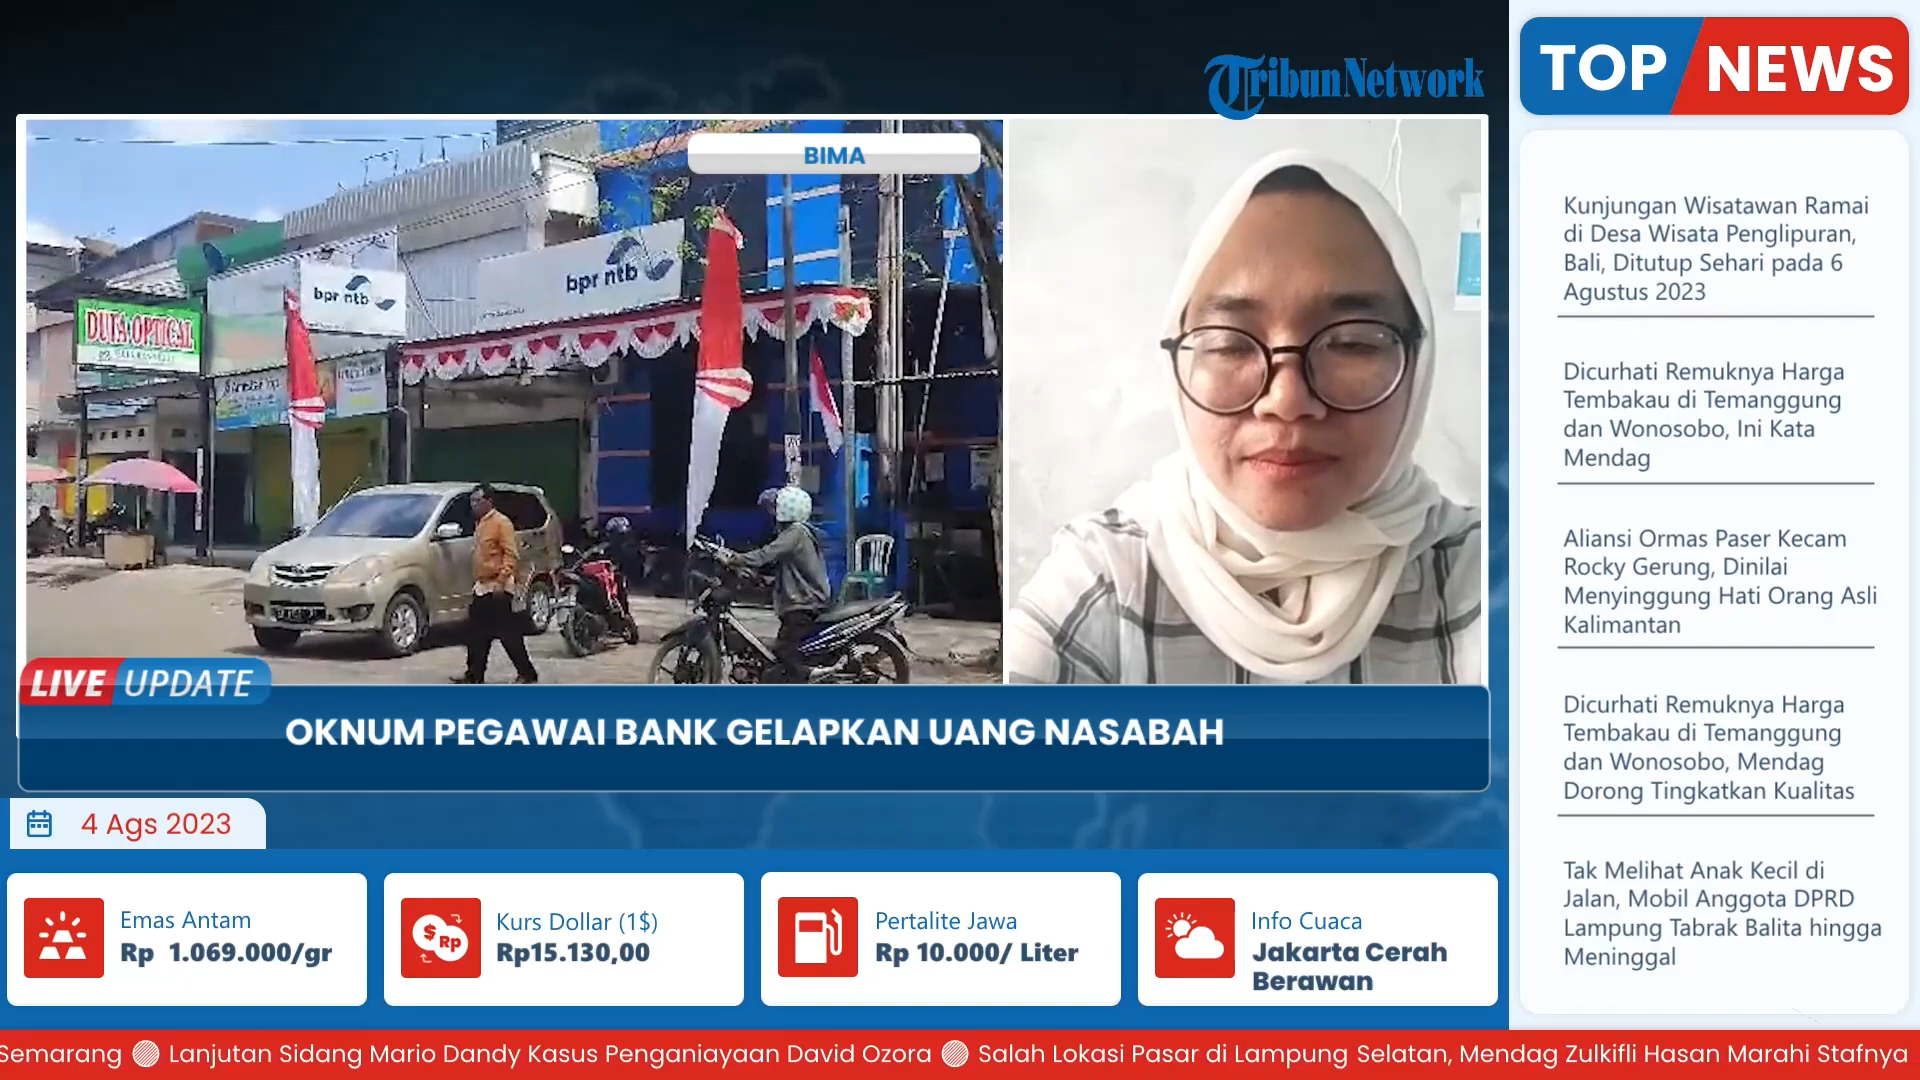 TribunNetwork
TOP NEWS
BIMA
bpr ntb
bpr ntb
DUTA OPTICAL
LIVE UPDATE
OKNUM PEGAWAI BANK GELAPKAN UANG NASABAH
4 Ags 2023
Emas Antam
Rp 1.069.000/gr
Kurs Dollar (1$)
Rp15.130,00
Pertalite Jawa
Rp 10.000/ Liter
Info Cuaca
Jakarta Cerah
Berawan
Kunjungan Wisatawan Ramai
di Desa Wisata Penglipuran,
Bali, Ditutup Sehari pada 6
Agustus 2023
Dicurhati Remuknya Harga
Tembakau di Temanggung
dan Wonosobo, Ini Kata
Mendag
Aliansi Ormas Paser Kecam
Rocky Gerung, Dinilai
Menyinggung Hati Orang Asli
Kalimantan
Dicurhati Remuknya Harga
Tembakau di Temanggung
dan Wonosobo, Mendag
Dorong Tingkatkan Kualitas
Tak Melihat Anak Kecil di
Jalan, Mobil Anggota DPRD
Lampung Tabrak Balita hingga
Meninggal
Semarang Lanjutan Sidang Mario Dandy Kasus Penganiayaan David Ozora Salah Lokasi Pasar di Lampung Selatan, Mendag Zulkifli Hasan Marahi Stafnya